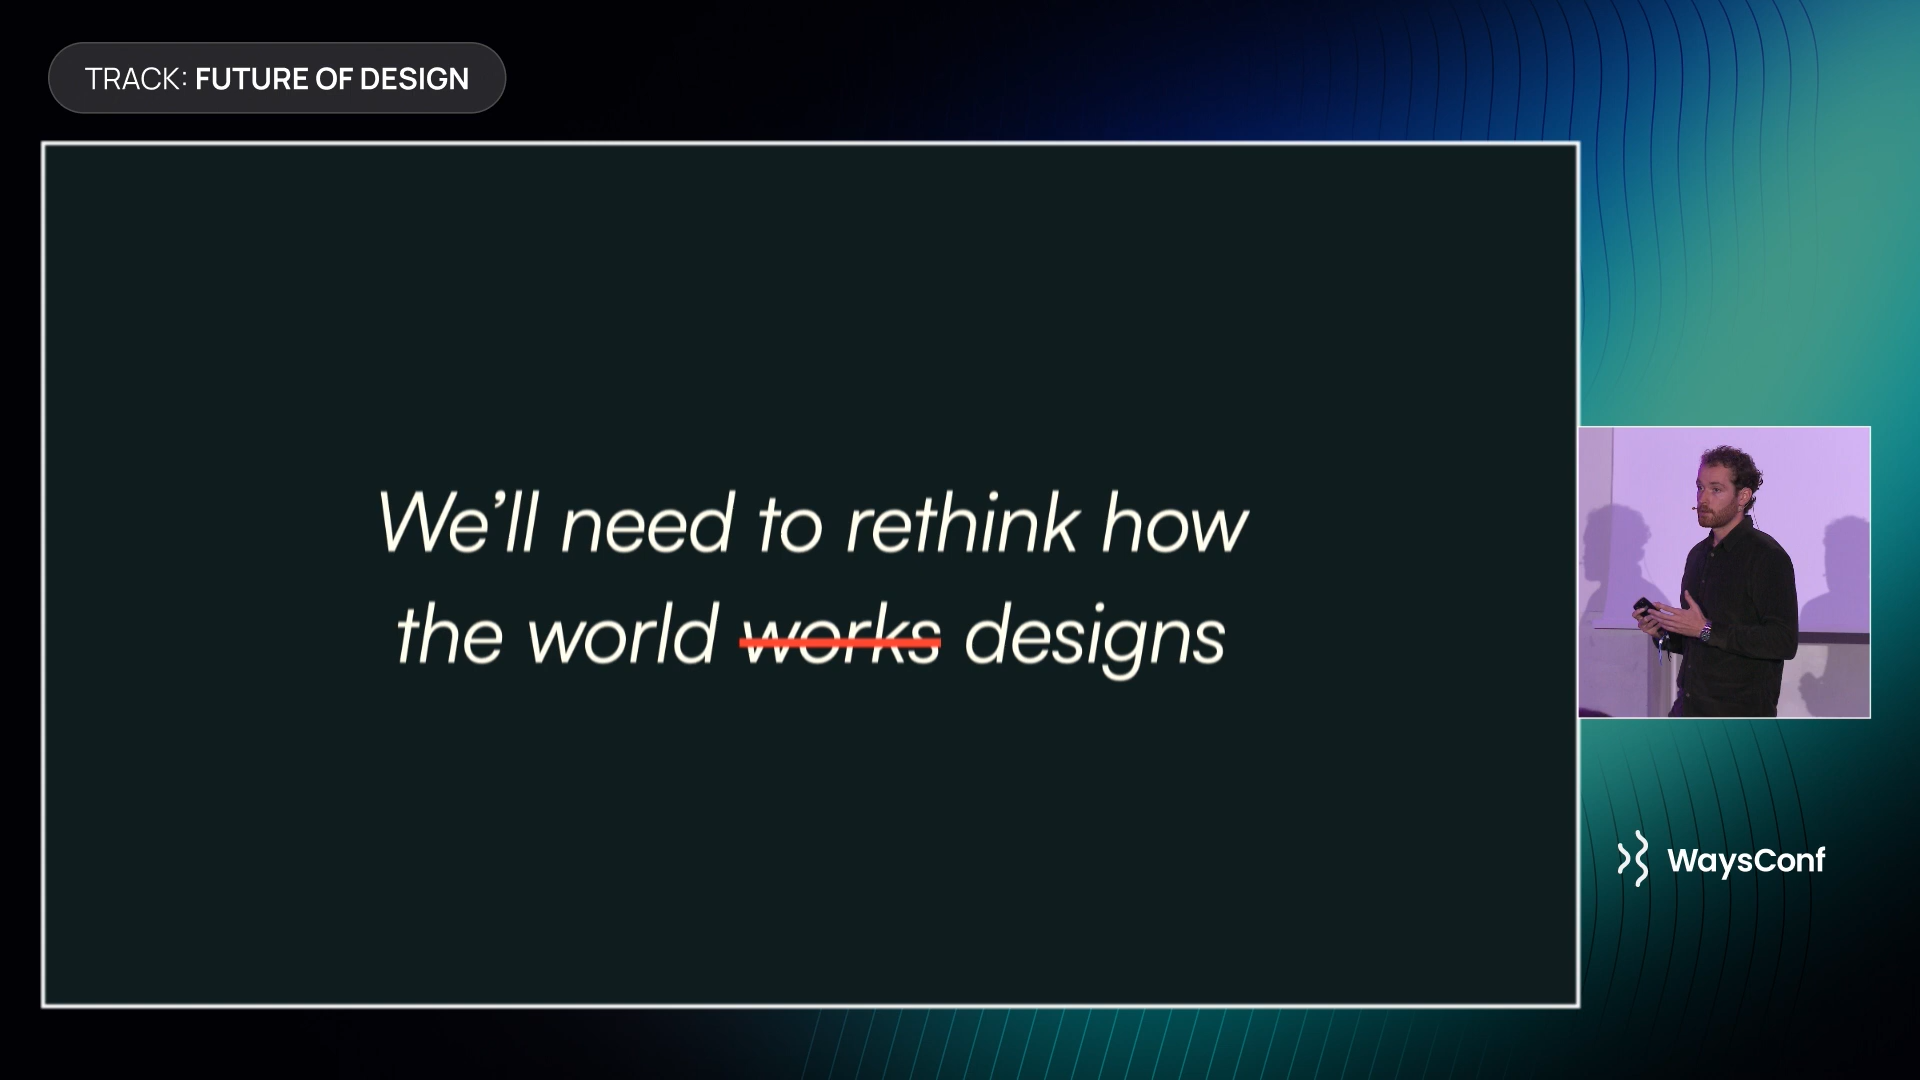 TRACK: FUTURE OF DESIGN
We’ll need to rethink how
the world works designs
WaysConf